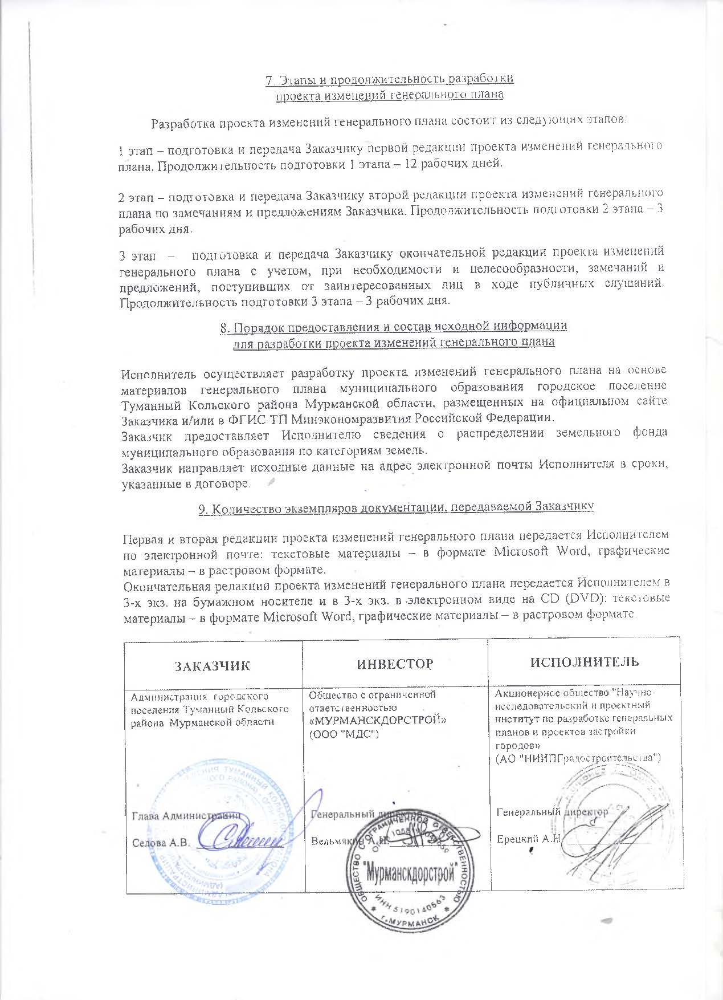 7. Этапы и продолжительность разработки
проекта изменений генерального плана
Разработка проекта изменений генерального плана состоит из следующих этапов:
1 этап – подготовка и передача Заказчику первой редакции проекта изменений генерального
плана. Продолжительность подготовки 1 этапа – 12 рабочих дней.
2 этап – подготовка и передача Заказчику второй редакции проекта изменений генерального
плана по замечаниям и предложениям Заказчика. Продолжительность подготовки 2 этапа – 3
рабочих дня.
3 этап – подготовка и передача Заказчику окончательной редакции проекта изменений
генерального плана с учетом, при необходимости и целесообразности, замечаний и
предложений, поступивших от заинтересованных лиц в ходе публичных слушаний.
Продолжительность подготовки 3 этапа – 3 рабочих дня.
8. Порядок предоставления и состав исходной информации
для разработки проекта изменений генерального плана
Исполнитель осуществляет разработку проекта изменений генерального плана на основе
материалов генерального плана муниципального образования городское поселение
Туманный Кольского района Мурманской области, размещенных на официальном сайте
Заказчика и/или в ФГИС ТП Минэкономразвития Российской Федерации.
Заказчик предоставляет Исполнителю сведения о распределении земельного фонда
муниципального образования по категориям земель.
Заказчик направляет исходные данные на адрес электронной почты Исполнителя в сроки,
указанные в договоре.
9. Количество экземпляров документации, передаваемой Заказчику
Первая и вторая редакции проекта изменений генерального плана передается Исполнителем
по электронной почте: текстовые материалы – в формате Microsoft Word, графические
материалы – в растровом формате.
Окончательная редакции проекта изменений генерального плана передается Исполнителем в
3-х экз. на бумажном носителе и в 3-х экз. в электронном виде на CD (DVD): текстовые
материалы – в формате Microsoft Word, графические материалы – в растровом формате.
ЗАКАЗЧИК
Администрация городского
поселения Туманный Кольского
района Мурманской области
Глава Администрации
Селова А.В.
ИНВЕСТОР
Общество с ограниченной
ответственностью
«МУРМАНСКДОРСТРОЙ»
(ООО "МДС")
Генеральный директор
Вельмякин А.И.
ОБЩЕСТВО С ОГРАНИЧЕННОЙ ОТВЕТСТВЕННОСТЬЮ
"Мурманскдорстрой"
ИНН 5190140563
г.МУРМАНСК
ИСПОЛНИТЕЛЬ
Акционерное общество "Научно-
исследовательский и проектный
институт по разработке генеральных
планов и проектов застройки
городов»
(АО "НИИПГрадостроительства")
Генеральный директор
Ерецкий А.Н.